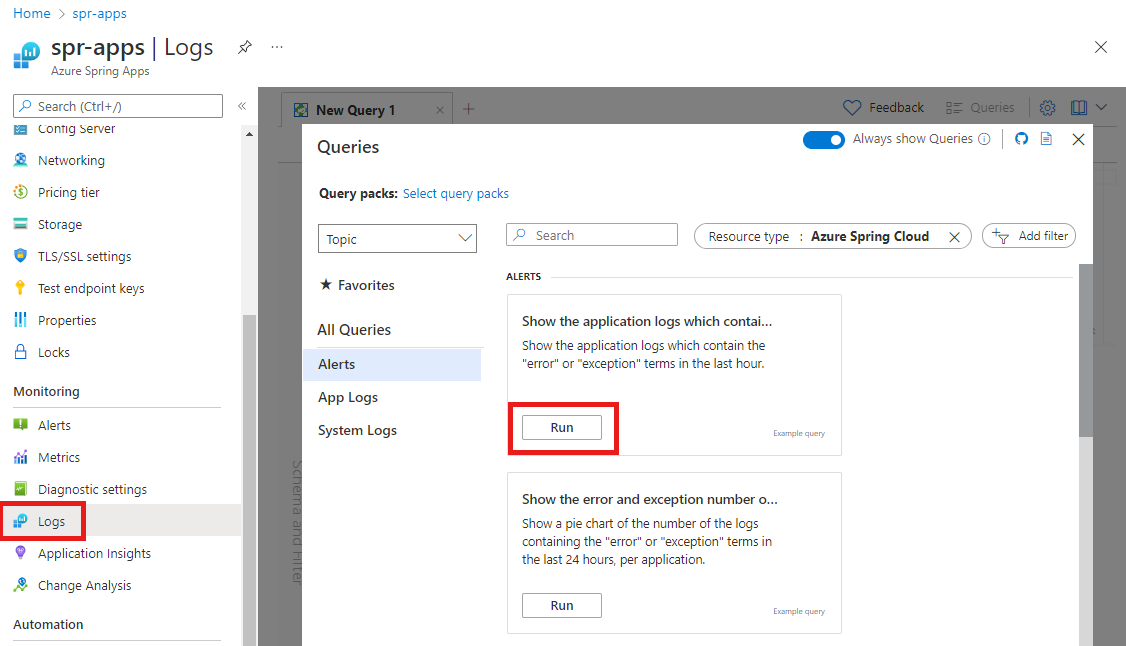 Home > spr-apps
spr-apps | Logs ...
Azure Spring Apps
Search (Ctrl+/)
Config Server
Networking
Pricing tier
Storage
TLS/SSL settings
Test endpoint keys
Properties
Locks
Monitoring
Alerts
Metrics
Diagnostic settings
Logs
Application Insights
Change Analysis
Automation
New Query 1
Feedback
Queries
Schema and Filter
Queries
Always show Queries
Query packs: Select query packs
Topic
Search
Resource type : Azure Spring Cloud
Add filter
Favorites
All Queries
Alerts
App Logs
System Logs
ALERTS
Show the application logs which contai...
Show the application logs which contain the
"error" or "exception" terms in the last hour.
Run
Example query
Show the error and exception number o...
Show a pie chart of the number of the logs
containing the "error" or "exception" terms in
the last 24 hours, per application.
Run
Example query